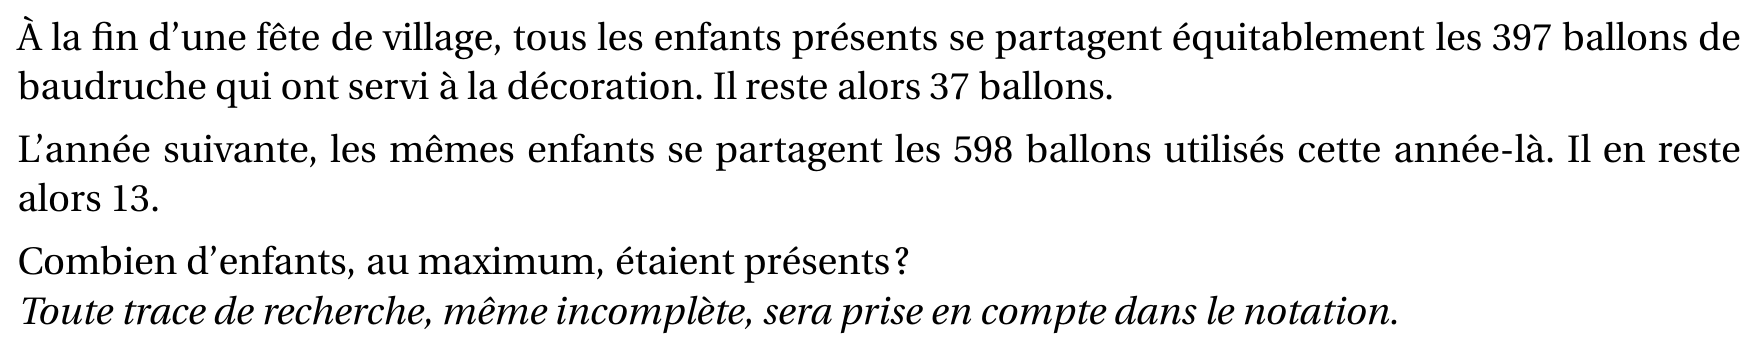 À la fin d’une fête de village, tous les enfants présents se partagent équitablement les 397 ballons de
baudruche qui ont servi à la décoration. Il reste alors 37 ballons.
L’année suivante, les mêmes enfants se partagent les 598 ballons utilisés cette année-là. Il en reste
alors 13.
Combien d’enfants, au maximum, étaient présents ?
Toute trace de recherche, même incomplète, sera prise en compte dans le notation.